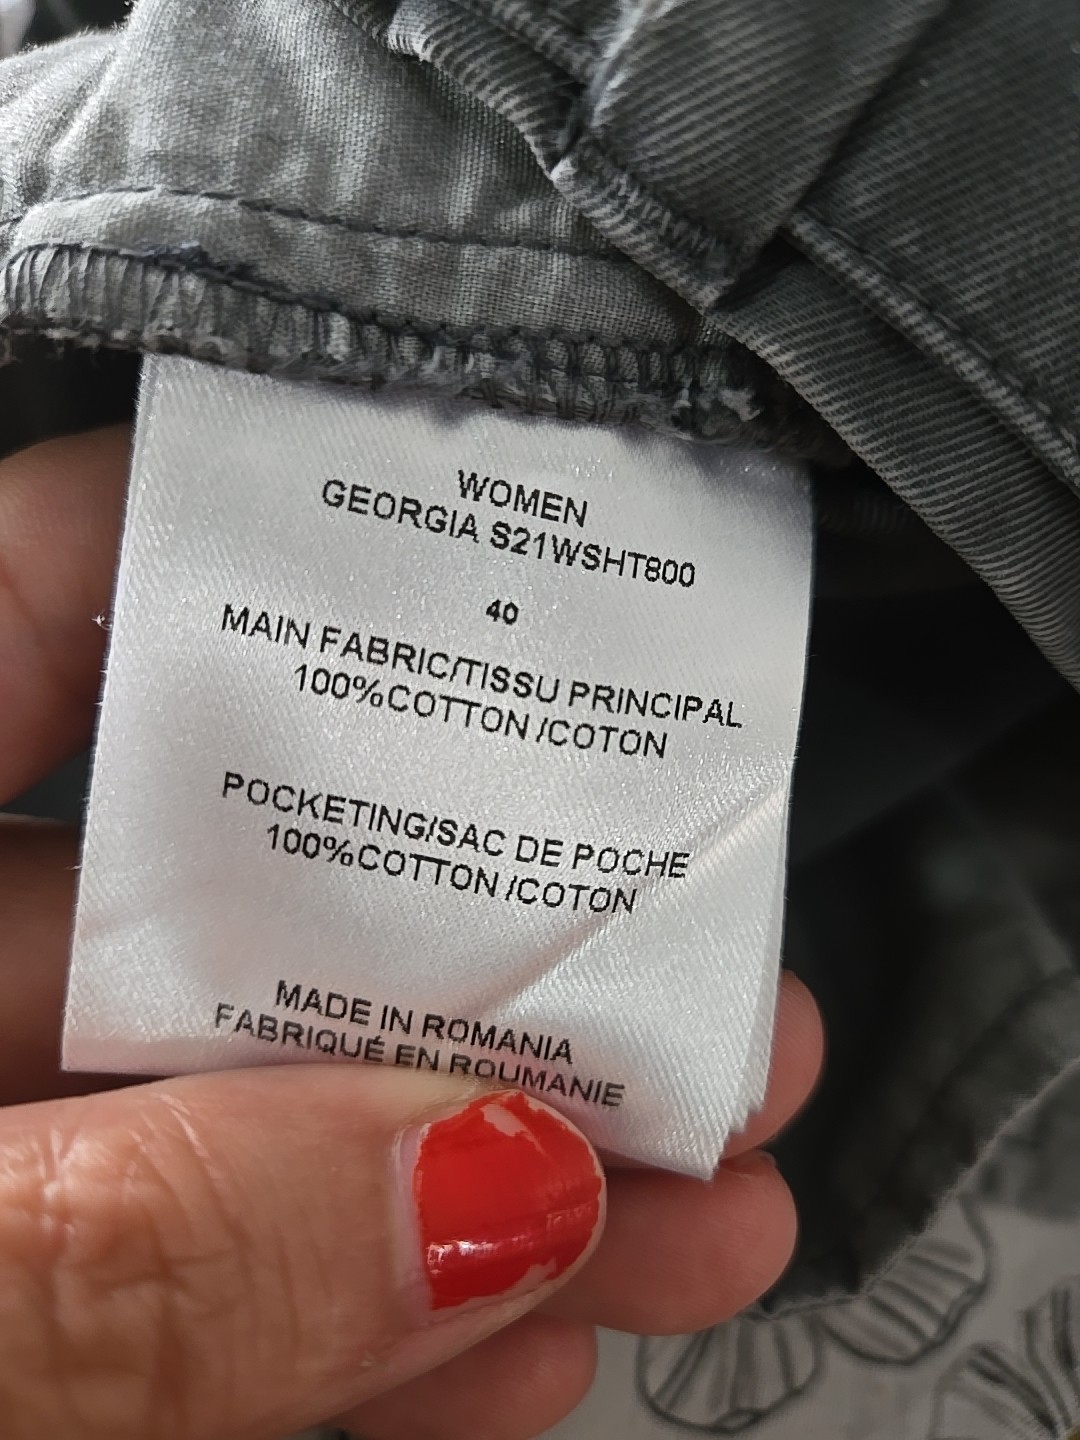 WOMEN
GEORGIA S21WSHT800
40
MAIN FABRIC/TISSU PRINCIPAL
100%COTTON /COTON
POCKETING/SAC DE POCHE
100%COTTON /COTON
MADE IN ROMANIA
FABRIQUÉ EN ROUMANIE